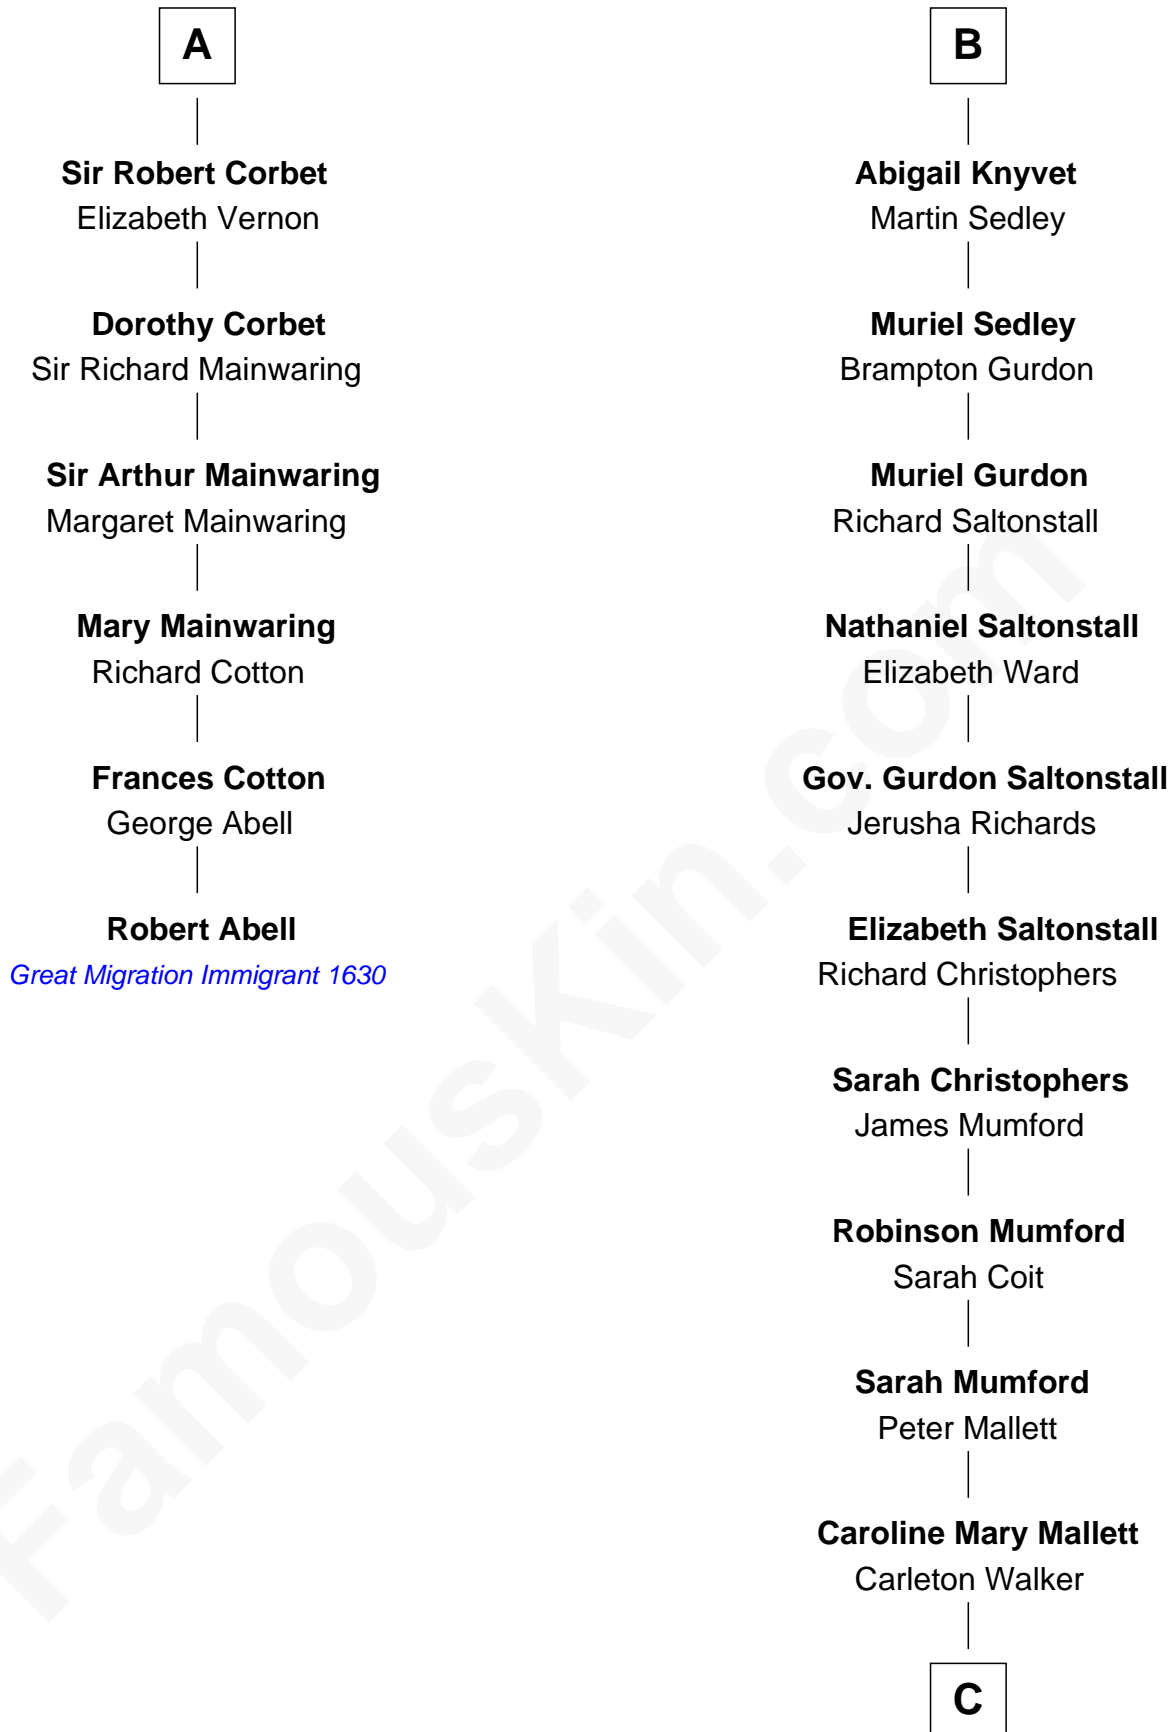 A
Sir Robert Corbet
Elizabeth Vernon
Dorothy Corbet
Sir Richard Mainwaring
Sir Arthur Mainwaring
Margaret Mainwaring
Mary Mainwaring
Richard Cotton
Frances Cotton
George Abell
Robert Abell
Great Migration Immigrant 1630
B
Abigail Knyvet
Martin Sedley
Muriel Sedley
Brampton Gurdon
Muriel Gurdon
Richard Saltonstall
Nathaniel Saltonstall
Elizabeth Ward
Gov. Gurdon Saltonstall
Jerusha Richards
Elizabeth Saltonstall
Richard Christophers
Sarah Christophers
James Mumford
Robinson Mumford
Sarah Coit
Sarah Mumford
Peter Mallett
Caroline Mary Mallett
Carleton Walker
C
FamousKin.com